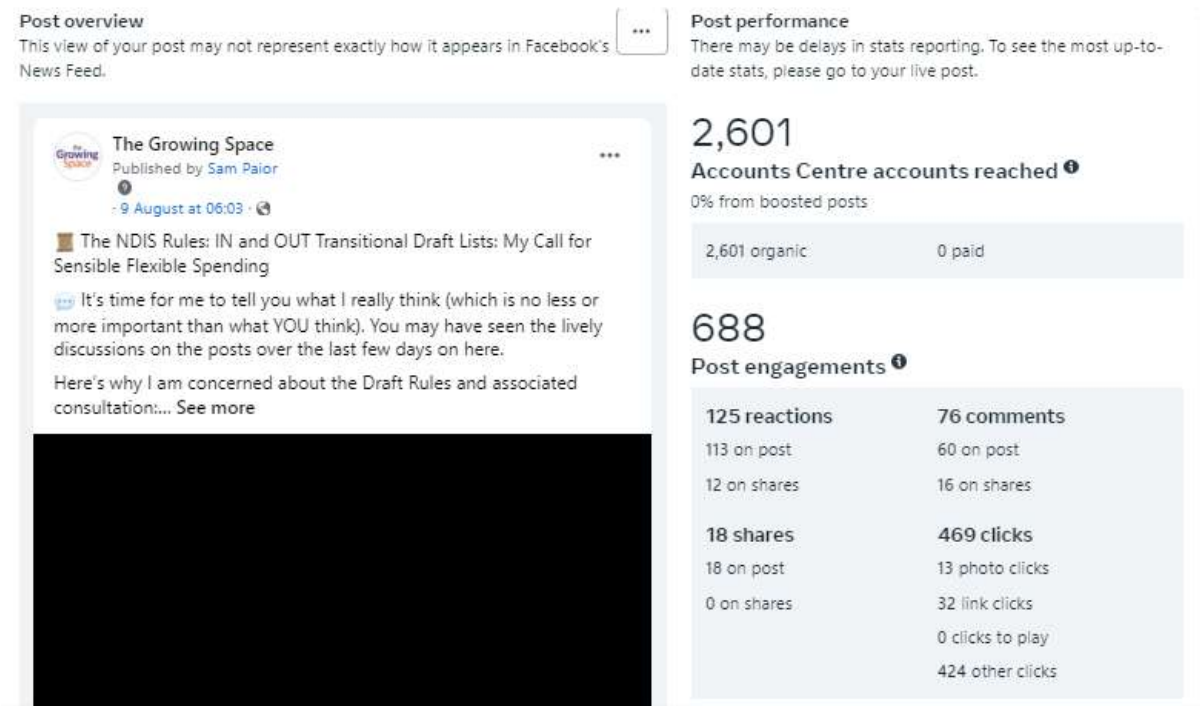 Post overview
This view of your post may not represent exactly how it appears in Facebook's
News Feed.
The Growing Space
The Growing Space
Published by Sam Paior
· 9 August at 06:03 ·
The NDIS Rules: IN and OUT Transitional Draft Lists: My Call for
Sensible Flexible Spending
It's time for me to tell you what I really think (which is no less or
more important than what YOU think). You may have seen the lively
discussions on the posts over the last few days on here.
Here's why I am concerned about the Draft Rules and associated
consultation:... See more
Post performance
There may be delays in stats reporting. To see the most up-to-
date stats, please go to your live post.
2,601
Accounts Centre accounts reached
0% from boosted posts
2,601 organic 0 paid
688
Post engagements
125 reactions 76 comments
113 on post 60 on post
12 on shares 16 on shares
18 shares 469 clicks
18 on post 13 photo clicks
0 on shares 32 link clicks
0 clicks to play
424 other clicks